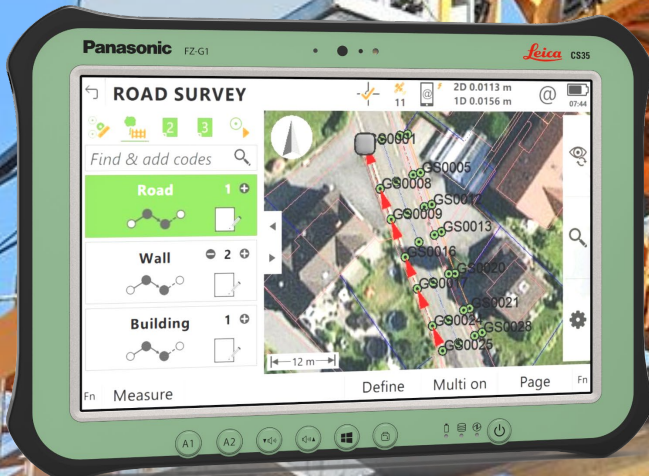 Panasonic FZ-G1
Leica CS35
ROAD SURVEY
11
@
2D 0.0113 m
1D 0.0156 m
@
07:44
2
3
Find & add codes
Road 1
Wall 2
Building 1
GS0001
GS0005
GS0008
GS0012
GS0009
GS0013
GS0016
GS0020
GS0017
GS0021
GS0024
GS0028
GS0025
12 m
Fn Measure Define Multi on Page Fn
A1 A2